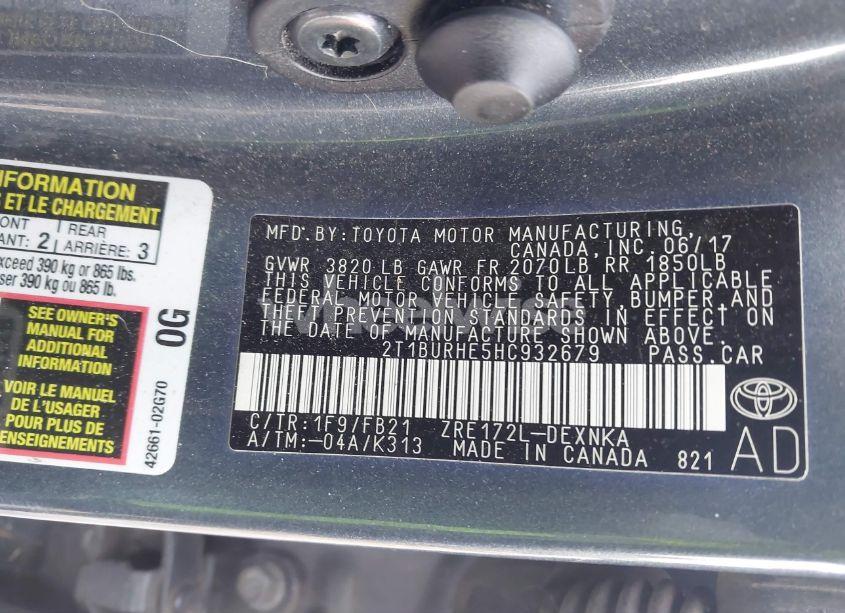 NFORMATION
ET LE CHARGEMENT
ONT REAR
ANT: 2 ARRIÈRE: 3
xceed 390 kg or 865 lbs.
ser 390 kg ou 865 lb.
SEE OWNER'S
MANUAL FOR
ADDITIONAL
INFORMATION
VOIR LE MANUEL
DE L'USAGER
POUR PLUS DE
RENSEIGNEMENTS
0G
42661-02G70
MFD.BY:TOYOTA MOTOR MANUFACTURING,
CANADA,INC.06/17
GVWR 3820LB GAWR FR 2070LB RR 1850LB
THIS VEHICLE CONFORMS TO ALL APPLICABLE
FEDERAL MOTOR VEHICLE SAFETY, BUMPER,AND
THEFT PREVENTION STANDARDS IN EFFECT ON
THE DATE OF MANUFACTURE SHOWN ABOVE.
2T1BURHE5HC932679 PASS.CAR
C/TR:1F9/FB21 ZRE172L-DEXNKA
A/TM:-04A/K313 MADE IN CANADA 821
AD